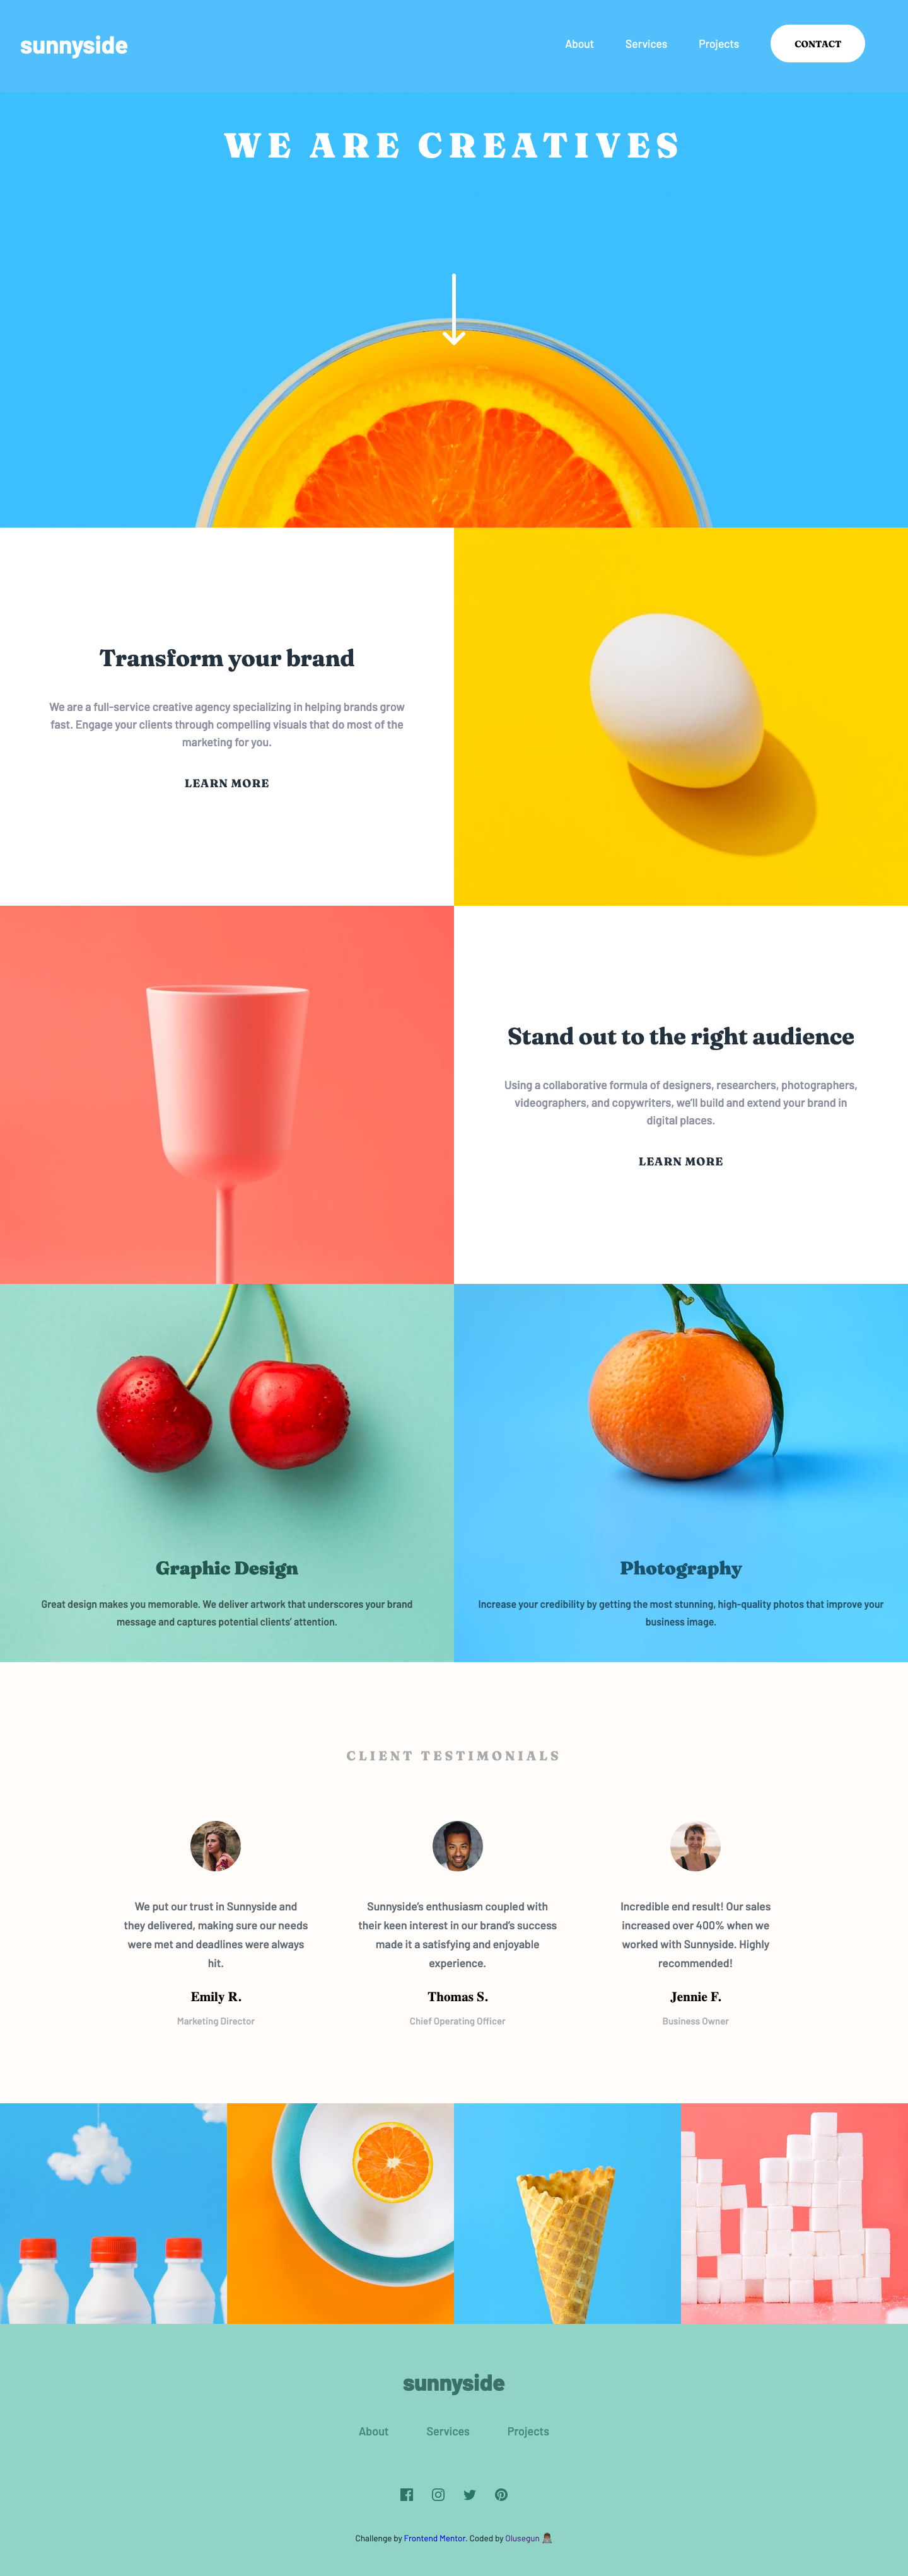 sunnyside
About Services Projects CONTACT
WE ARE CREATIVES
Transform your brand
We are a full-service creative agency specializing in helping brands grow
fast. Engage your clients through compelling visuals that do most of the
marketing for you.
LEARN MORE
Stand out to the right audience
Using a collaborative formula of designers, researchers, photographers,
videographers, and copywriters, we'll build and extend your brand in
digital places.
LEARN MORE
Graphic Design
Great design makes you memorable. We deliver artwork that underscores your brand
message and captures potential clients' attention.
Photography
Increase your credibility by getting the most stunning, high-quality photos that improve your
business image.
CLIENT TESTIMONIALS
We put our trust in Sunnyside and
they delivered, making sure our needs
were met and deadlines were always
hit.
Emily R.
Marketing Director
Sunnyside's enthusiasm coupled with
their keen interest in our brand's success
made it a satisfying and enjoyable
experience.
Thomas S.
Chief Operating Officer
Incredible end result! Our sales
increased over 400% when we
worked with Sunnyside. Highly
recommended!
Jennie F.
Business Owner
sunnyside
About Services Projects
Challenge by Frontend Mentor. Coded by Olusegun